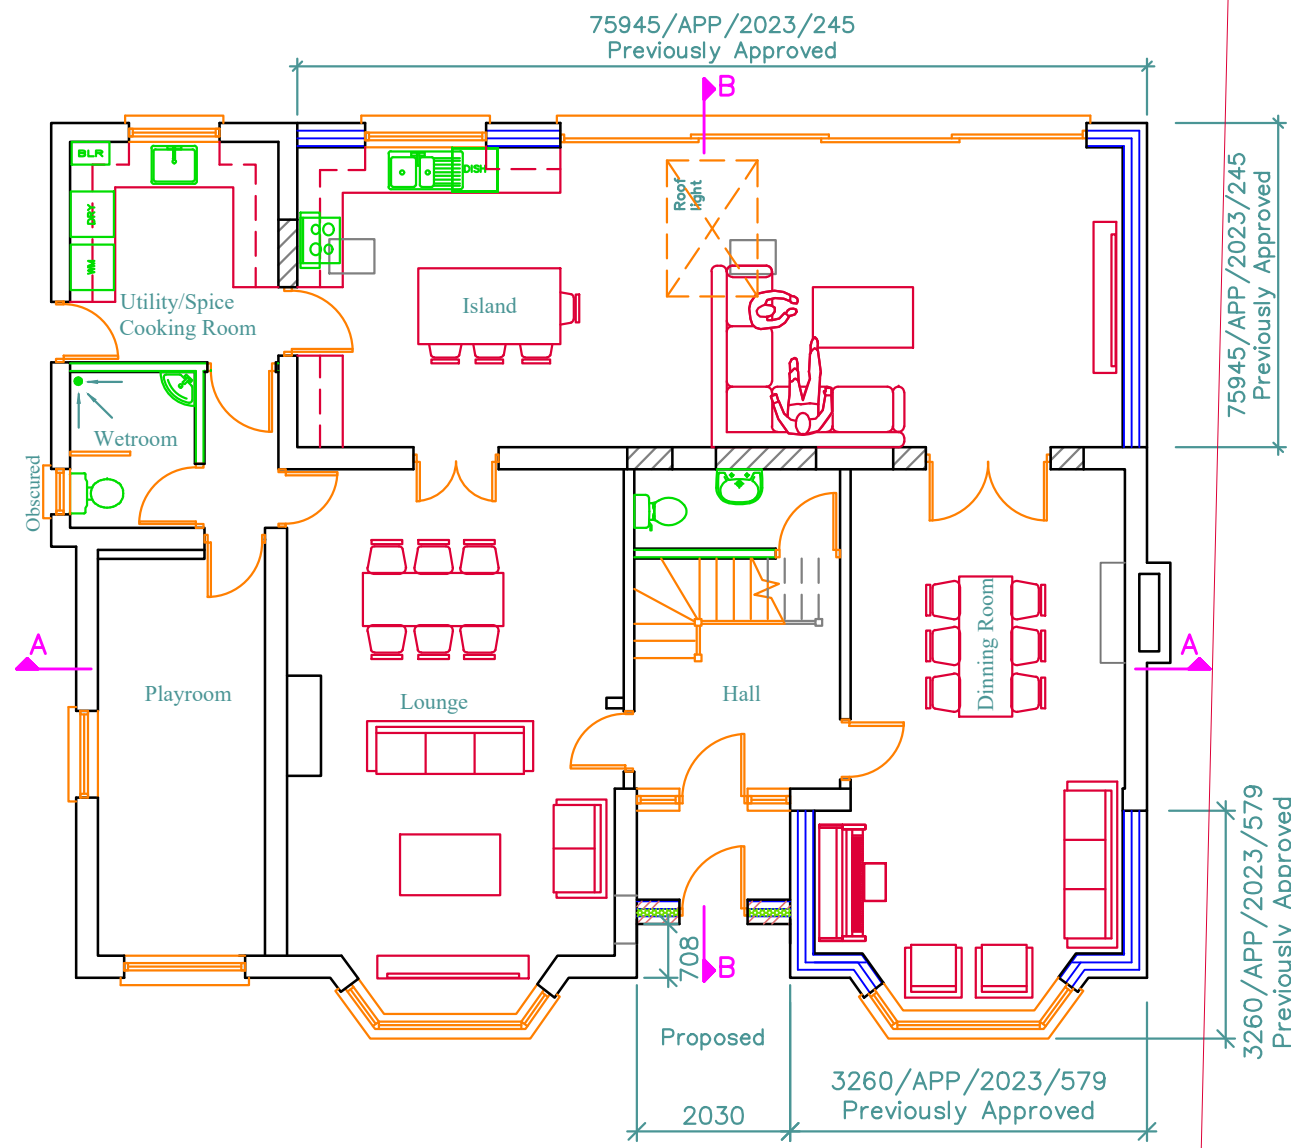 75945/APP/2023/245
Previously Approved
B
BLR
DISH
Roof
light
DRY
WM
75945/APP/2023/245
Previously Approved
Utility/Spice
Cooking Room
Island
Wetroom
Obscured
A
A
Playroom
Lounge
Hall
Dinning Room
3260/APP/2023/579
Previously Approved
708
B
Proposed
3260/APP/2023/579
Previously Approved
2030